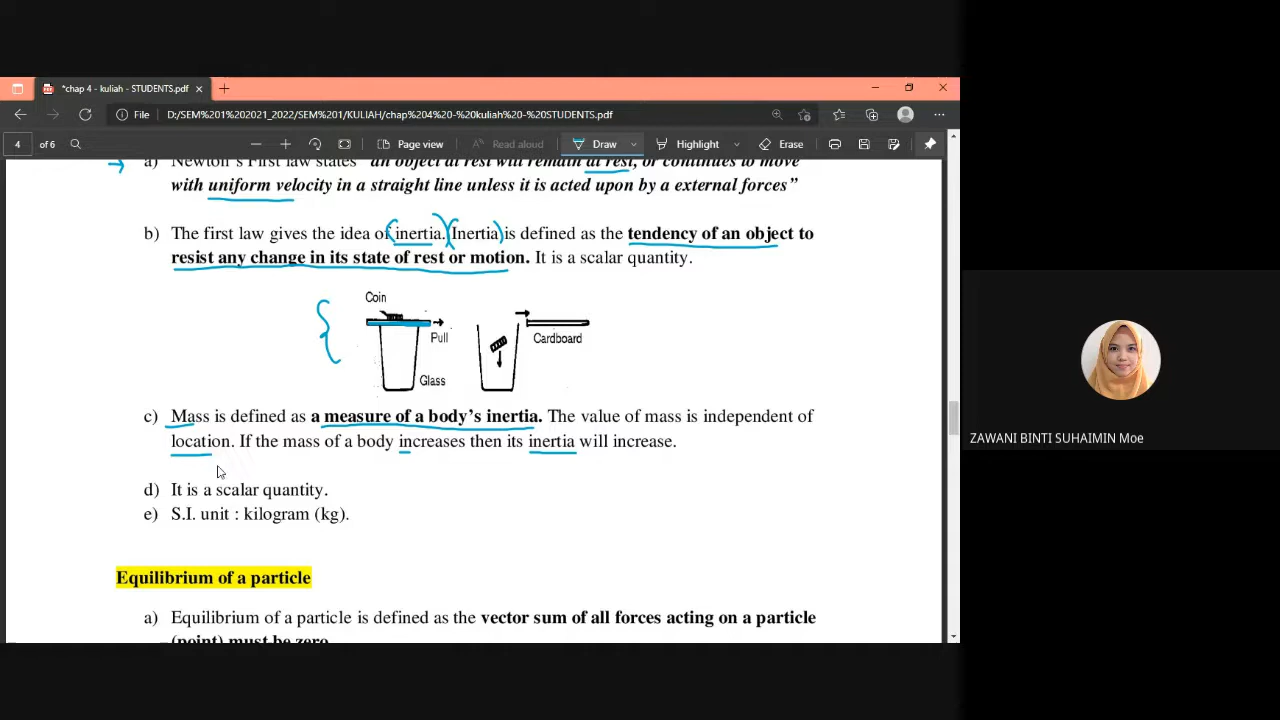 *chap 4 - kuliah - STUDENTS.pdf
File D:/SEM%201%202021_2022/SEM%201/KULIAH/chap%204%20-%20kuliah%20-%20STUDENTS.pdf
4 of 6 Page view Read aloud Draw Highlight Erase
a) Newton's First law states "an object at rest will remain at rest, or continues to move
with uniform velocity in a straight line unless it is acted upon by a external forces"
b) The first law gives the idea of inertia. Inertia is defined as the tendency of an object to
resist any change in its state of rest or motion. It is a scalar quantity.
Coin
Pull Cardboard
Glass
c) Mass is defined as a measure of a body's inertia. The value of mass is independent of
location. If the mass of a body increases then its inertia will increase.
d) It is a scalar quantity.
e) S.I. unit : kilogram (kg).
Equilibrium of a particle
a) Equilibrium of a particle is defined as the vector sum of all forces acting on a particle
(point) must be zero.
ZAWANI BINTI SUHAIMIN Moe